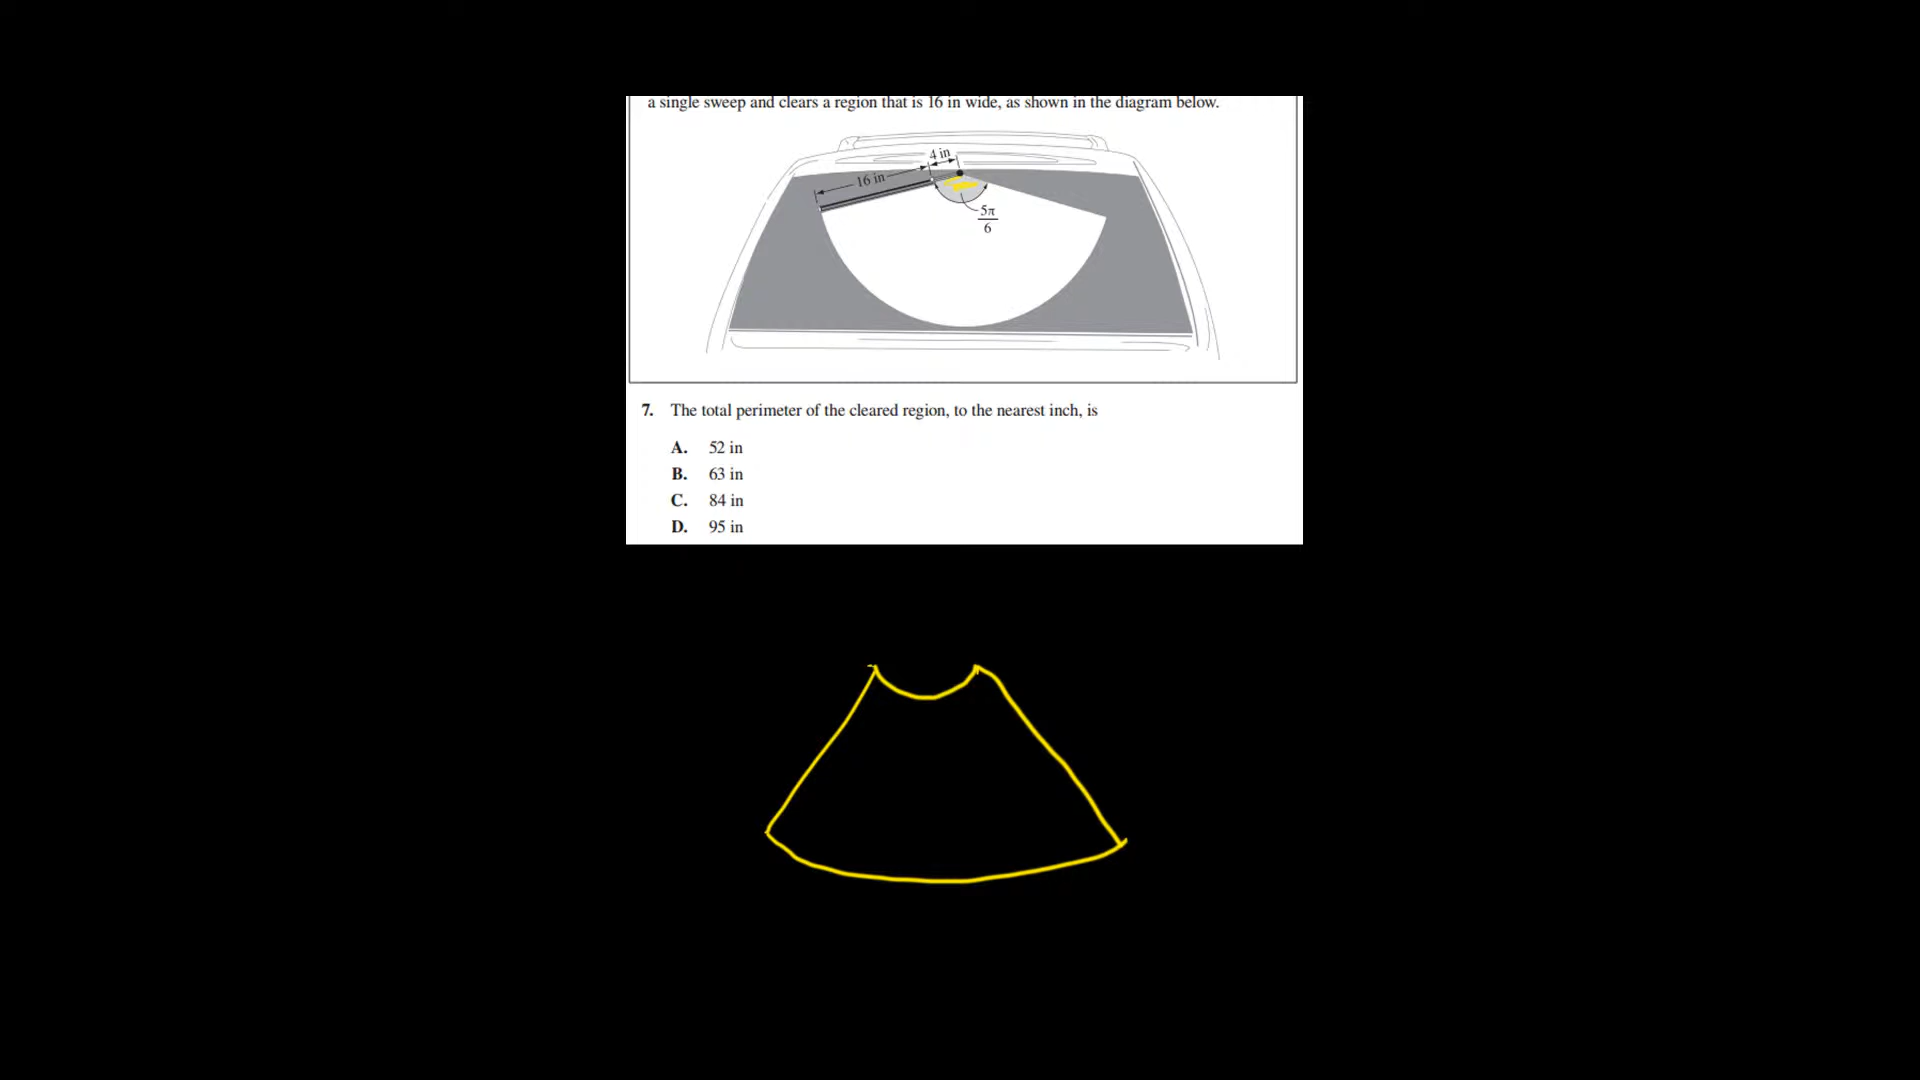 a single sweep and clears a region that is 16 in wide, as shown in the diagram below.
4 in
16 in
5π
6
7. The total perimeter of the cleared region, to the nearest inch, is
A. 52 in
B. 63 in
C. 84 in
D. 95 in